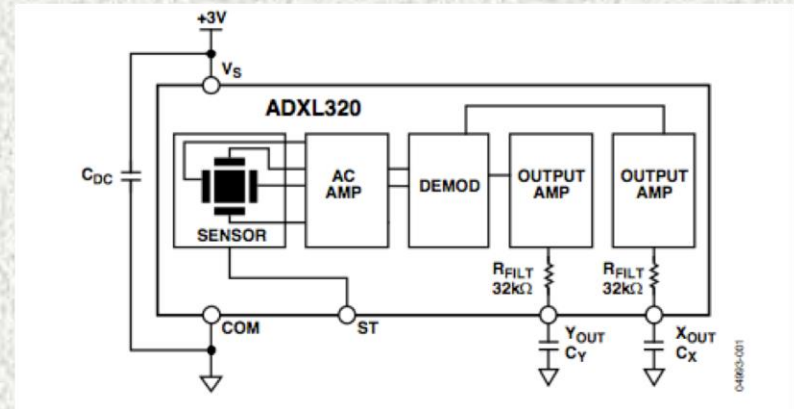 +3V
VS
ADXL320
CDC
AC
AMP
DEMOD
OUTPUT
AMP
OUTPUT
AMP
SENSOR
RFILT
32kΩ
RFILT
32kΩ
COM
ST
YOUT
CY
XOUT
CX
04993-001